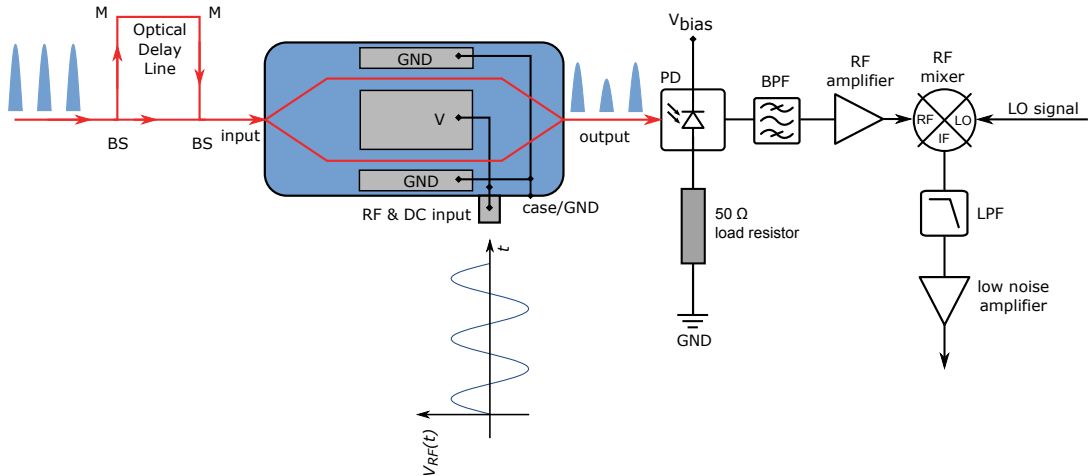 M
M
Optical
Delay
Line
BS
BS
input
GND
V
GND
RF & DC input
case/GND
output
t
V_RF(t)
V_bias
PD
50 Ω
load resistor
GND
BPF
RF
amplifier
RF
mixer
RF
LO
IF
LO signal
LPF
low noise
amplifier